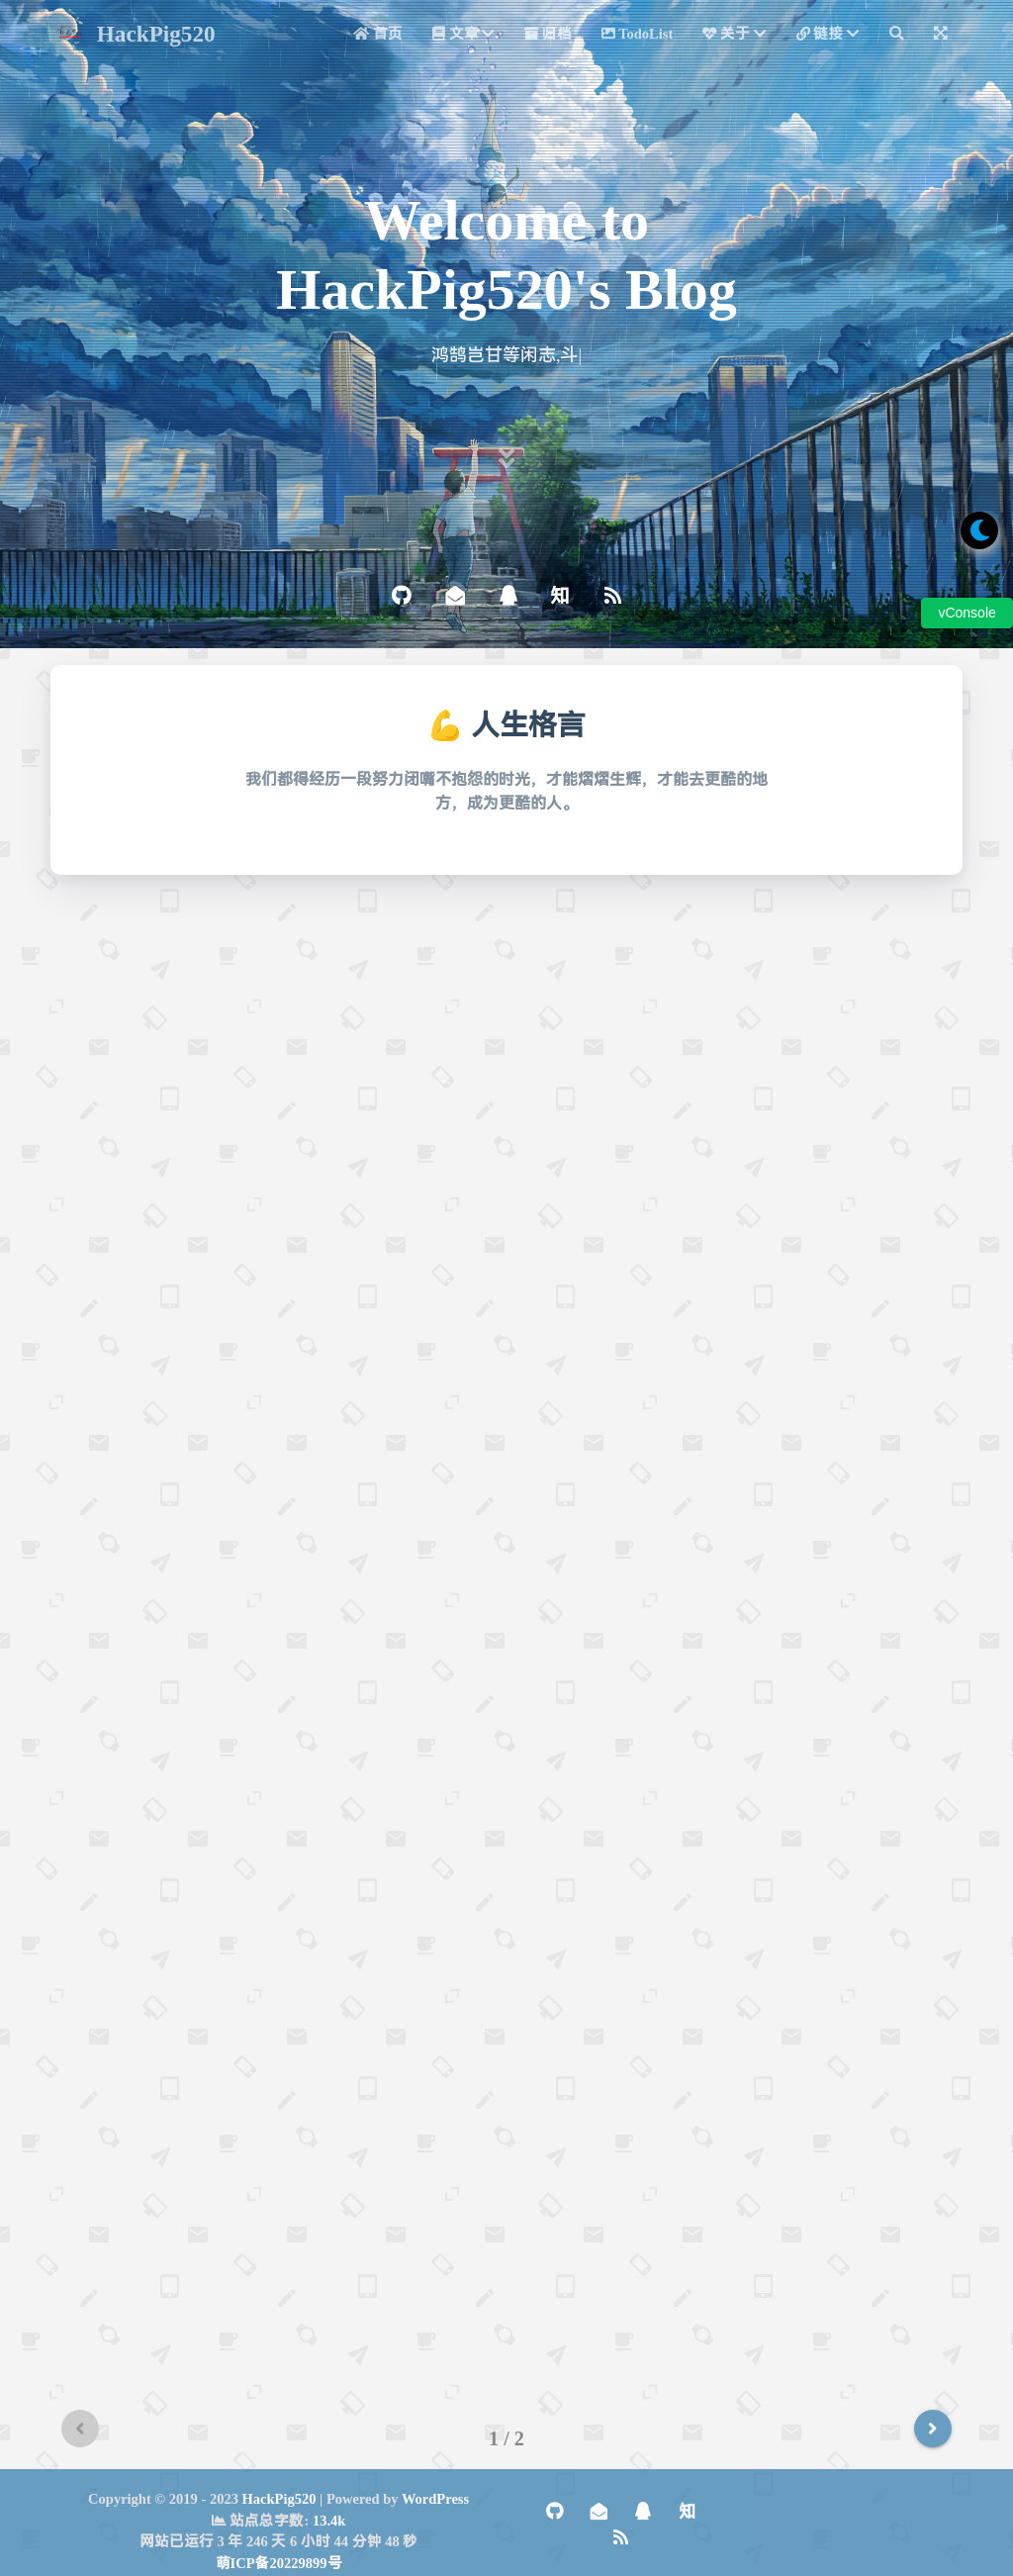 HackPig520
首页 文章 归档 TodoList 关于 链接
Welcome to
HackPig520's Blog
鸿鹄岂甘等闲志,斗|
知
vConsole
💪 人生格言
我们都得经历一段努力闭嘴不抱怨的时光，才能熠熠生辉，才能去更酷的地
方，成为更酷的人。
1 / 2
Copyright © 2019 - 2023 HackPig520 | Powered by WordPress
站点总字数: 13.4k
网站已运行 3 年 246 天 6 小时 44 分钟 48 秒
萌ICP备20229899号
知